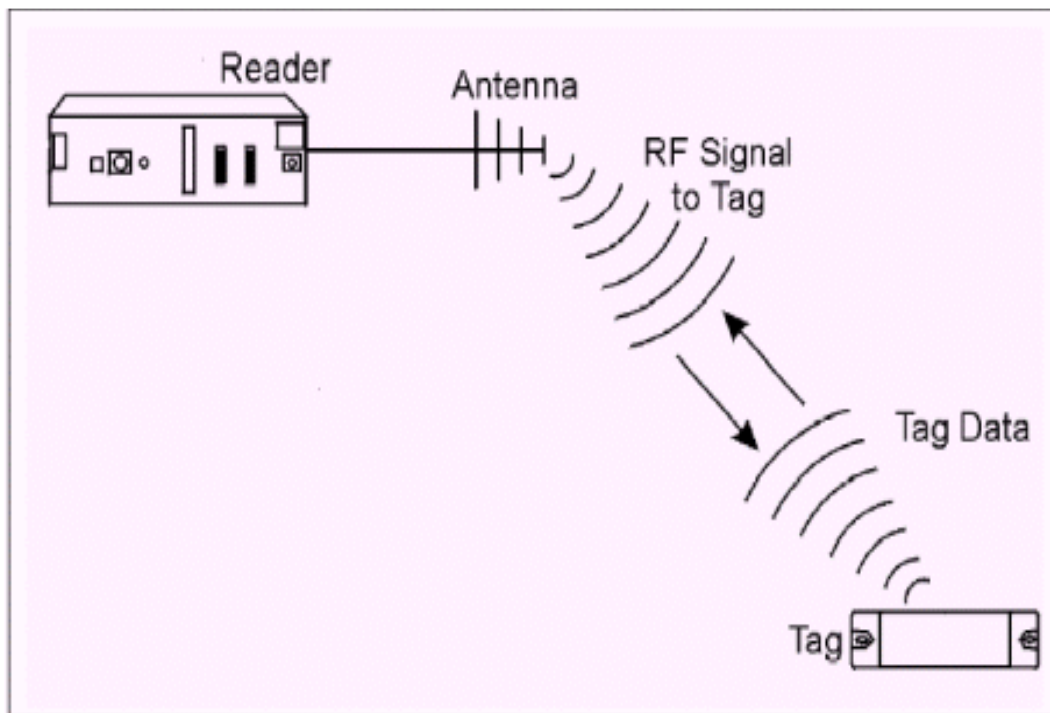 Reader
Antenna
RF Signal
to Tag
Tag Data
Tag